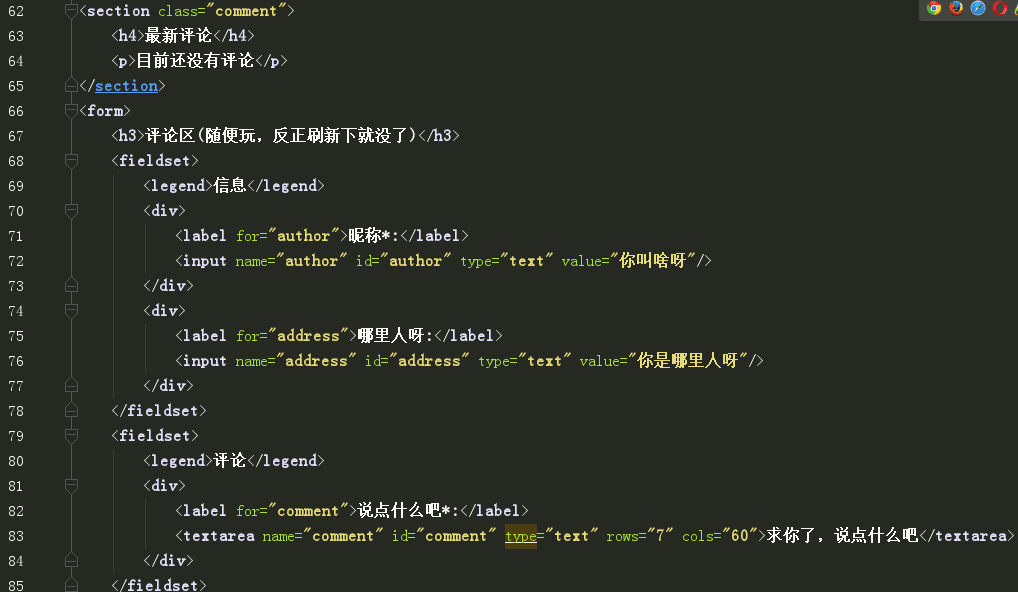 62 <section class="comment">
63 <h4>最新评论</h4>
64 <p>目前还没有评论</p>
65 </section>
66 <form>
67 <h3>评论区(随便玩，反正刷新下就没了)</h3>
68 <fieldset>
69 <legend>信息</legend>
70 <div>
71 <label for="author">昵称*:</label>
72 <input name="author" id="author" type="text" value="你叫啥呀"/>
73 </div>
74 <div>
75 <label for="address">哪里人呀:</label>
76 <input name="address" id="address" type="text" value="你是哪里人呀"/>
77 </div>
78 </fieldset>
79 <fieldset>
80 <legend>评论</legend>
81 <div>
82 <label for="comment">说点什么吧*:</label>
83 <textarea name="comment" id="comment" type="text" rows="7" cols="60">求你了，说点什么吧</textarea>
84 </div>
85 </fieldset>